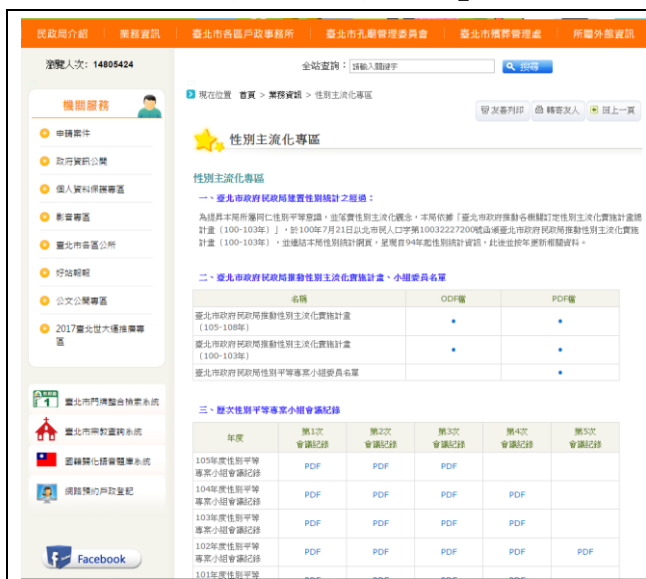 民政局介紹 業務資訊 臺北市各區戶政事務所 臺北市孔廟管理委員會 臺北市殯葬管理處 所屬外館資訊
瀏覽人次: 14805424
全站查詢: 請輸入關鍵字 搜尋
現在位置 首頁 > 業務資訊 > 性別主流化專區
友善列印 轉寄友人 回上一頁
機關服務
申請案件
政府資訊公開
個人資料保護專區
影音專區
臺北市各區公所
好站報報
公文公開專區
2017臺北世大運推廣專
區
臺北市門牌整合檢索系統
臺北市宗教查詢系統
國籍歸化語音題庫系統
網路預約戶政登記
Facebook
性別主流化專區
性別主流化專區
一、臺北市政府民政局建置性別統計之經過:
為提昇本局所屬同仁性別平等意識,並落實性別主流化觀念,本局依據「臺北市政府推動各機關訂定性別主流化實施計畫總
計畫(100-103年)」,於100年7月21日以北市民人口字第10032227200號函頒臺北市政府民政局推動性別主流化實施
計畫(100-103年),並連結本局性別統計網頁,呈現自94年起性別統計資訊,此後並按年更新相關資料。
二、臺北市政府民政局推動性別主流化實施計畫、小組委員名單
名稱 ODF檔 PDF檔
臺北市政府民政局推動性別主流化實施計畫
(105-108年)
臺北市政府民政局推動性別主流化實施計畫
(100-103年)
臺北市政府民政局性別平等專案小組委員名單
三、歷次性別平等專案小組會議記錄
年度 第1次 第2次 第3次 第4次 第5次
會議記錄 會議記錄 會議記錄 會議記錄 會議記錄
105年度性別平等
專案小組會議記錄 PDF PDF PDF
104年度性別平等
專案小組會議記錄 PDF PDF PDF PDF
103年度性別平等
專案小組會議記錄 PDF PDF PDF PDF
102年度性別平等
專案小組會議記錄 PDF PDF PDF PDF PDF
101年度性別平等